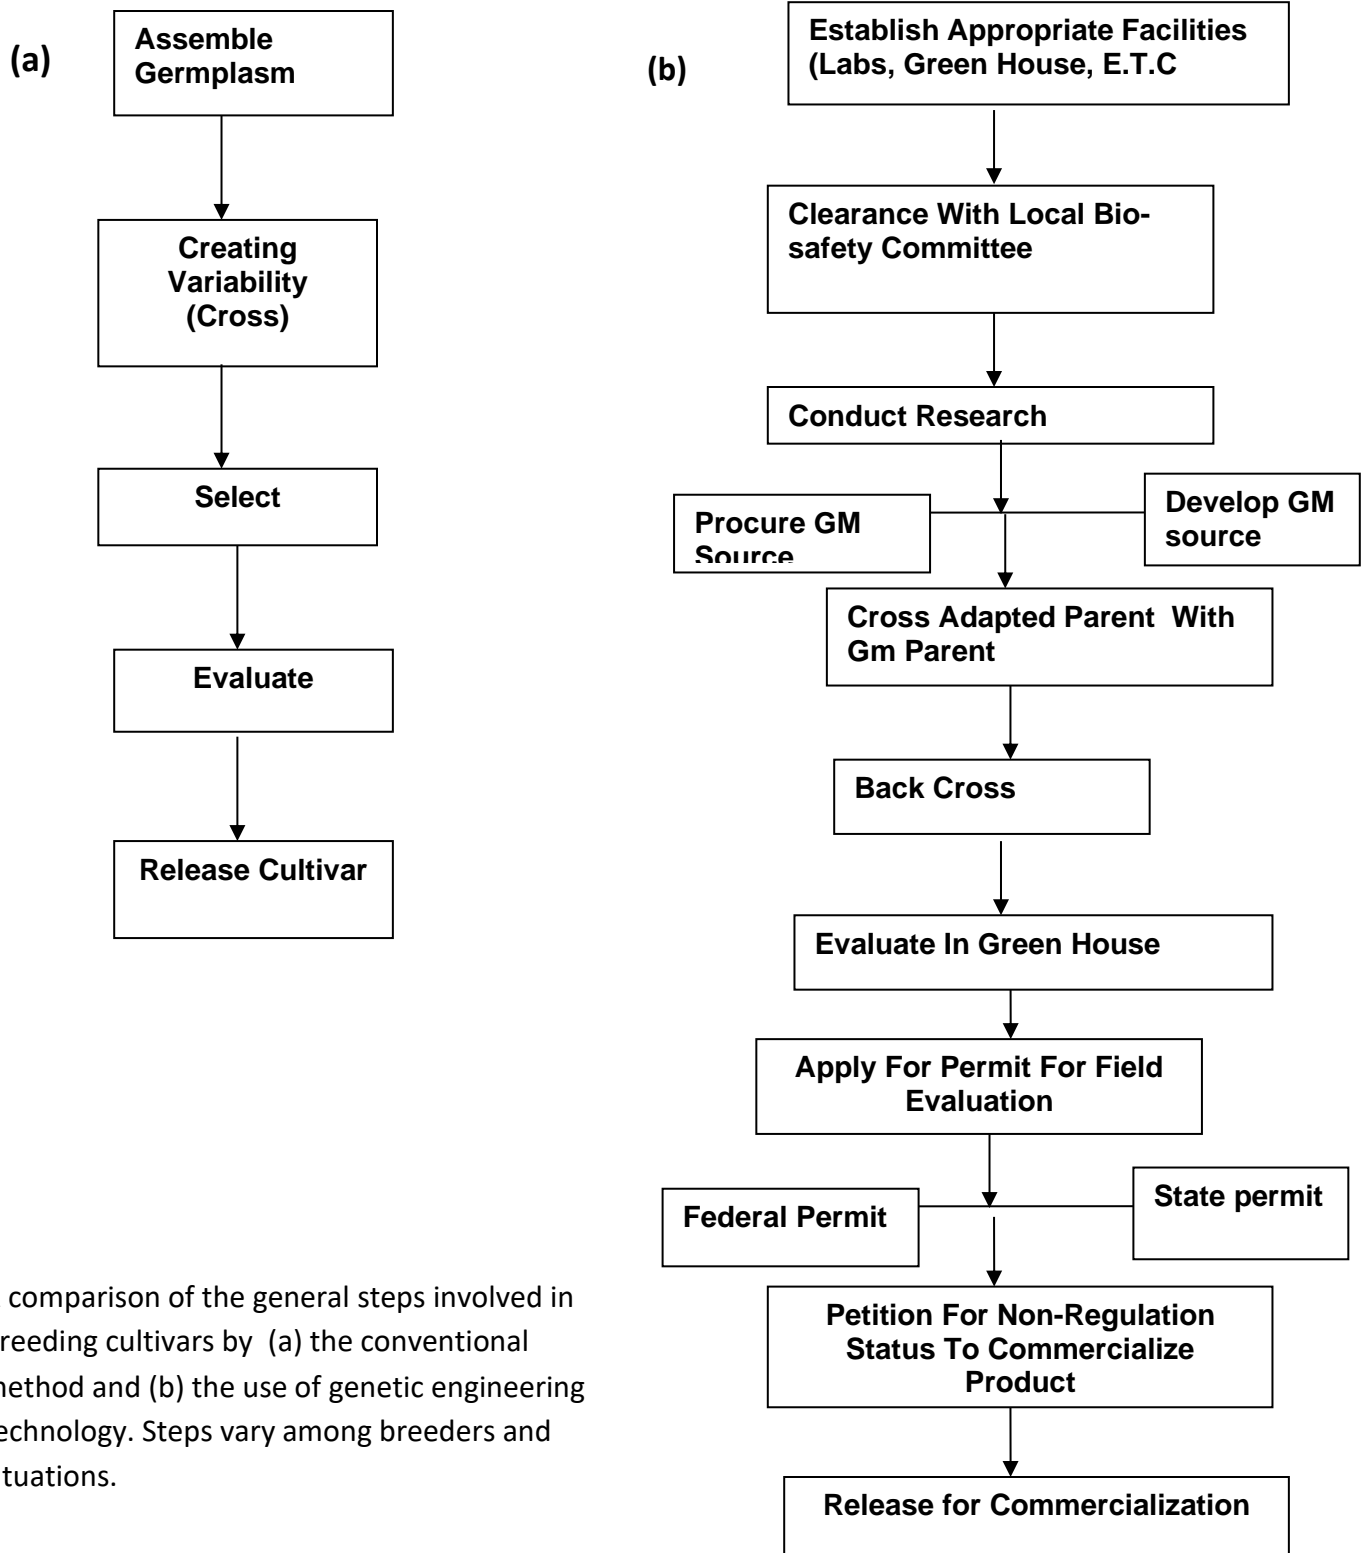 (a)
Assemble
Germplasm
Creating
Variability
(Cross)
Select
Evaluate
Release Cultivar
(b)
Establish Appropriate Facilities
(Labs, Green House, E.T.C
Clearance With Local Bio-
safety Committee
Conduct Research
Procure GM
Source
Develop GM
source
Cross Adapted Parent  With
Gm Parent
Back Cross
Evaluate In Green House
Apply For Permit For Field
Evaluation
Federal Permit
State permit
Petition For Non-Regulation
Status To Commercialize
Product
Release for Commercialization
comparison of the general steps involved in
reeding cultivars by  (a) the conventional
nethod and (b) the use of genetic engineering
echnology. Steps vary among breeders and
tuations.